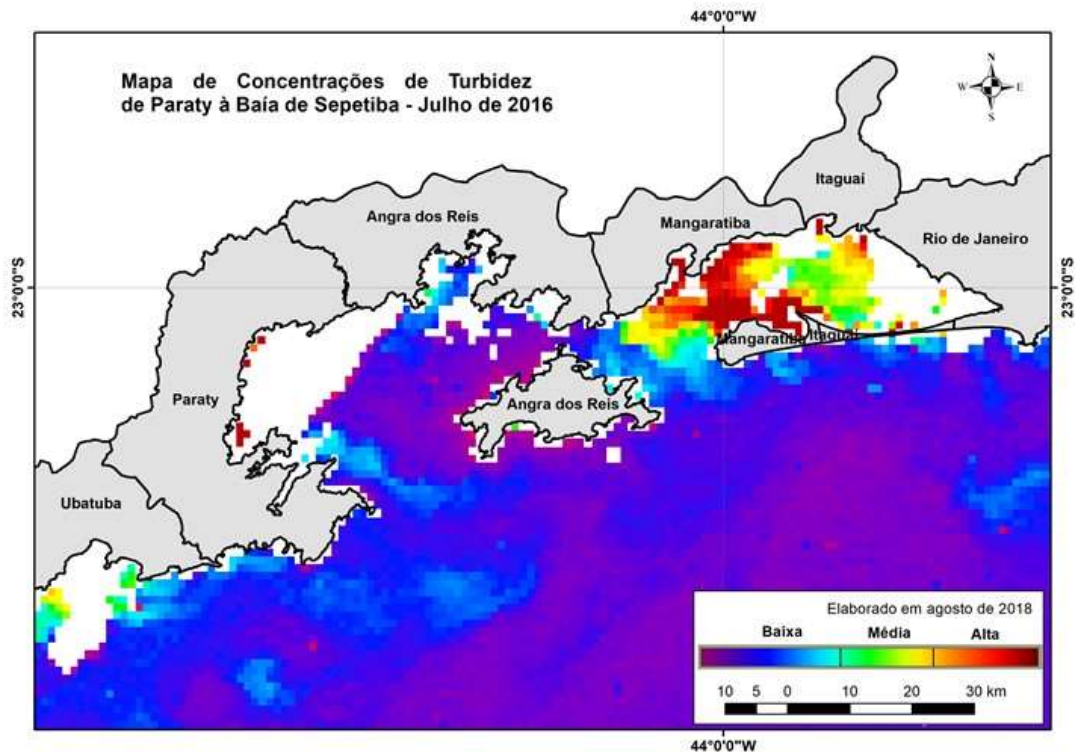 44°0'0"W
Mapa de Concentrações de Turbidez
de Paraty à Baía de Sepetiba - Julho de 2016
N
W E
S
Itaguai
Angra dos Reis
Mangaratiba
Rio de Janeiro
23°0'0"S
23°0'0"S
Mangaratiba
Itaguai
Paraty
Angra dos Reis
Ubatuba
Elaborado em agosto de 2018
Baixa Média Alta
10 5 0 10 20 30 km
44°0'0"W